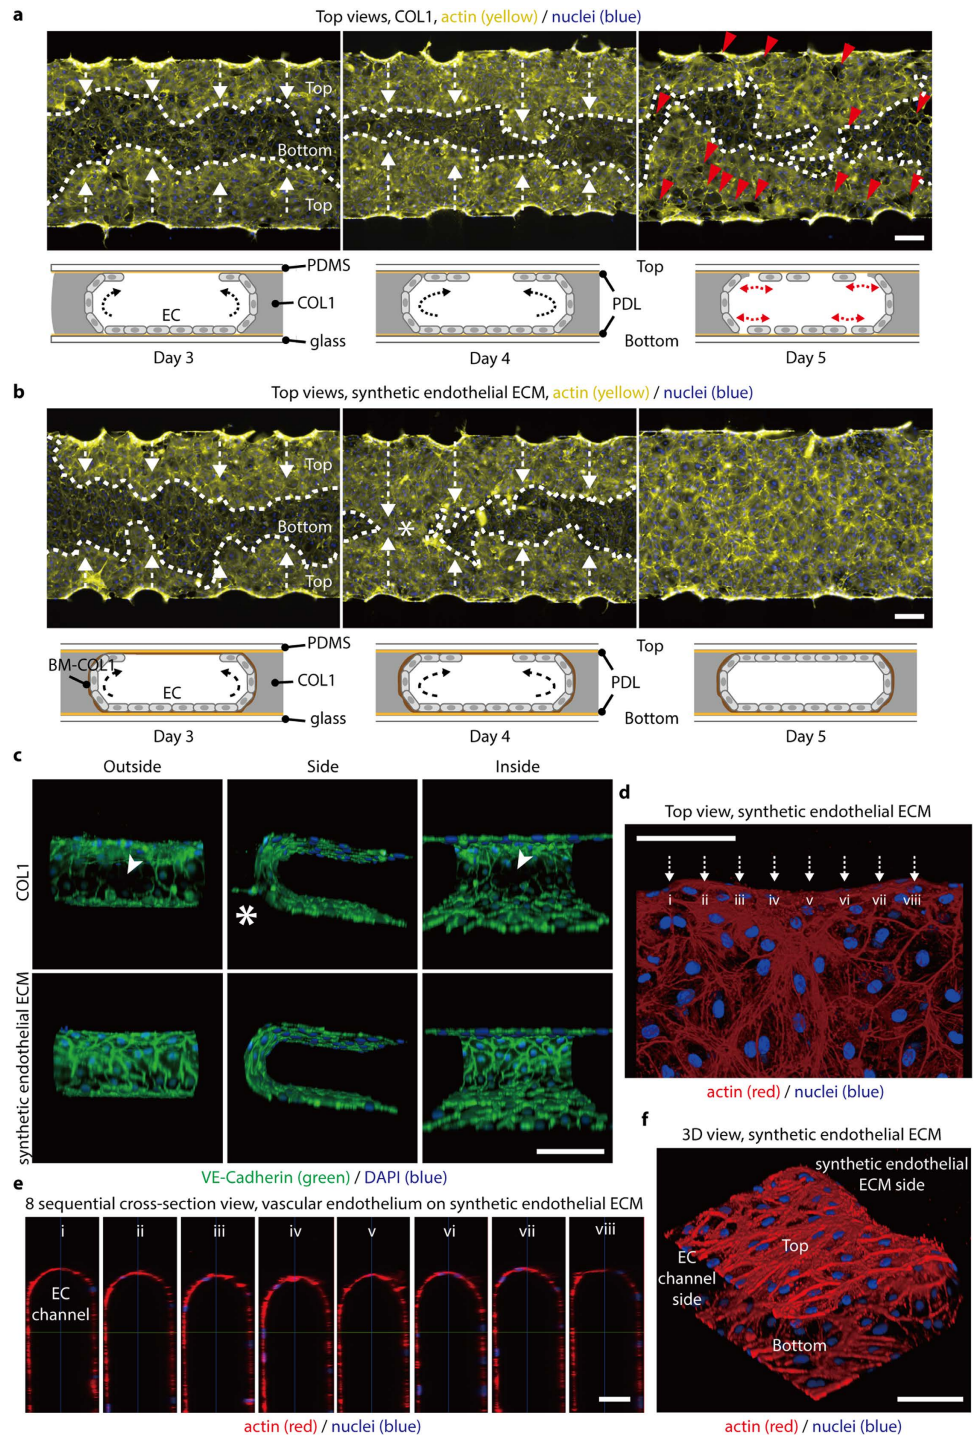 a
Top views, COL1, actin (yellow) / nuclei (blue)
Top
Bottom
Top
PDMS
COL1
EC
glass
Top
PDL
Bottom
Day 3
Day 4
Day 5
b
Top views, synthetic endothelial ECM, actin (yellow) / nuclei (blue)
Top
Bottom
Top
*
PDMS
BM-COL1
COL1
EC
glass
Top
PDL
Bottom
Day 3
Day 4
Day 5
c
Outside
Side
Inside
COL1
*
synthetic endothelial ECM
VE-Cadherin (green) / DAPI (blue)
d
Top view, synthetic endothelial ECM
i ii iii iv v vi vii viii
actin (red) / nuclei (blue)
e
8 sequential cross-section view, vascular endothelium on synthetic endothelial ECM
i ii iii iv v vi vii viii
EC
channel
actin (red) / nuclei (blue)
f
3D view, synthetic endothelial ECM
synthetic endothelial
ECM side
Top
EC
channel
side
Bottom
actin (red) / nuclei (blue)